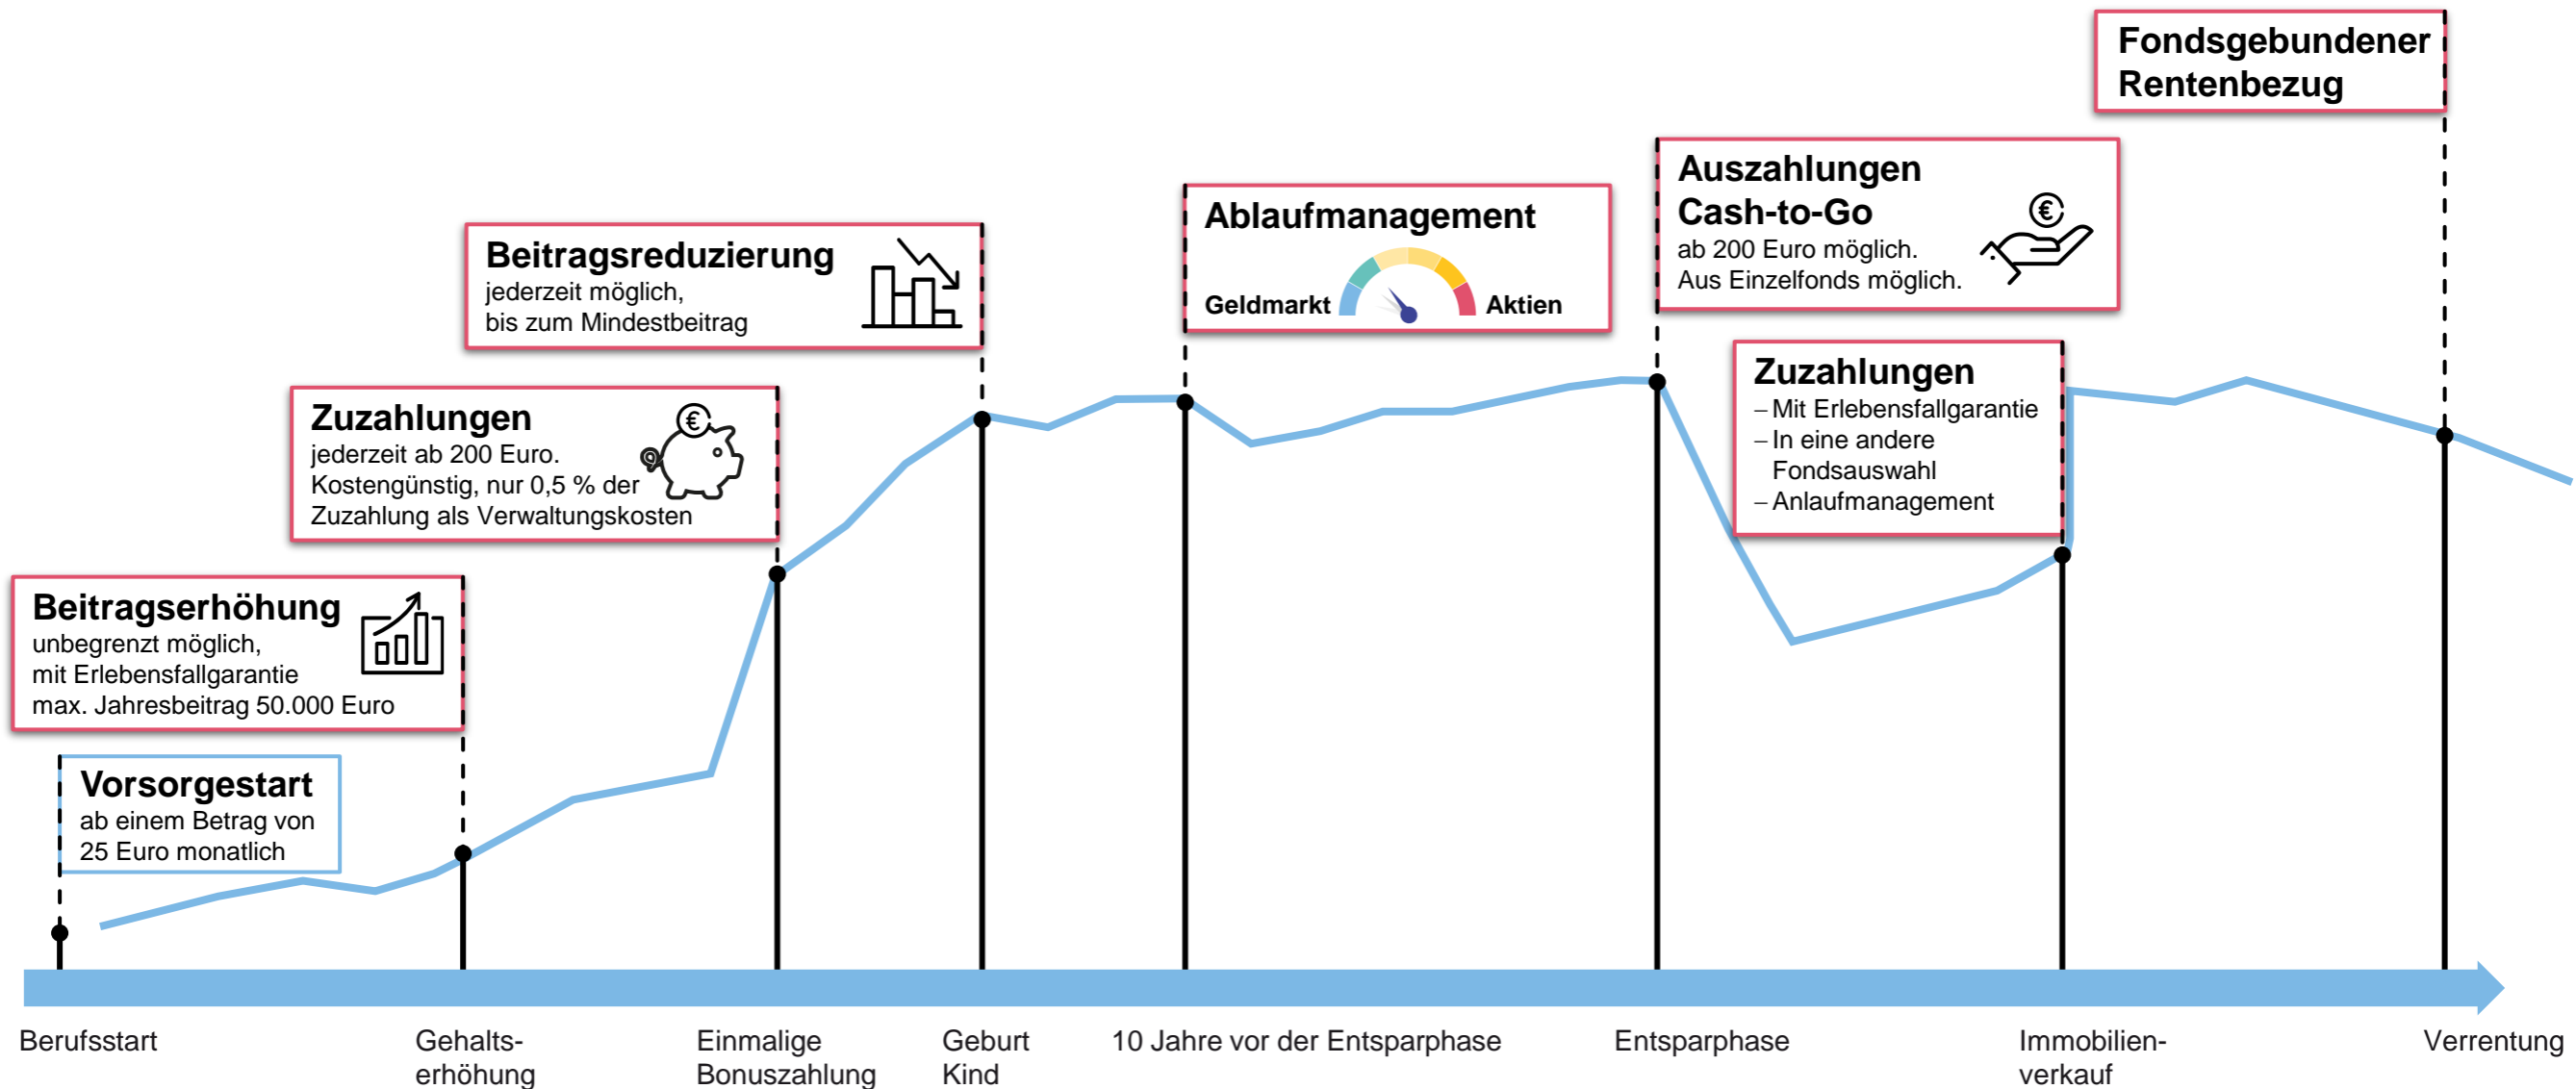 Fondsgebundener
Rentenbezug
Auszahlungen
Cash-to-Go
ab 200 Euro möglich.
Aus Einzelfonds möglich.
Ablaufmanagement
Geldmarkt
Aktien
Beitragsreduzierung
jederzeit möglich,
bis zum Mindestbeitrag
Zuzahlungen
– Mit Erlebensfallgarantie
– In eine andere
Fondsauswahl
– Anlaufmanagement
Zuzahlungen
jederzeit ab 200 Euro.
Kostengünstig, nur 0,5 % der
Zuzahlung als Verwaltungskosten
Beitragserhöhung
unbegrenzt möglich,
mit Erlebensfallgarantie
max. Jahresbeitrag 50.000 Euro
Vorsorgestart
ab einem Betrag von
25 Euro monatlich
Berufsstart
Gehalts-
erhöhung
Einmalige
Bonuszahlung
Geburt
Kind
10 Jahre vor der Entsparphase
Entsparphase
Immobilien-
verkauf
Verrentung
€
€